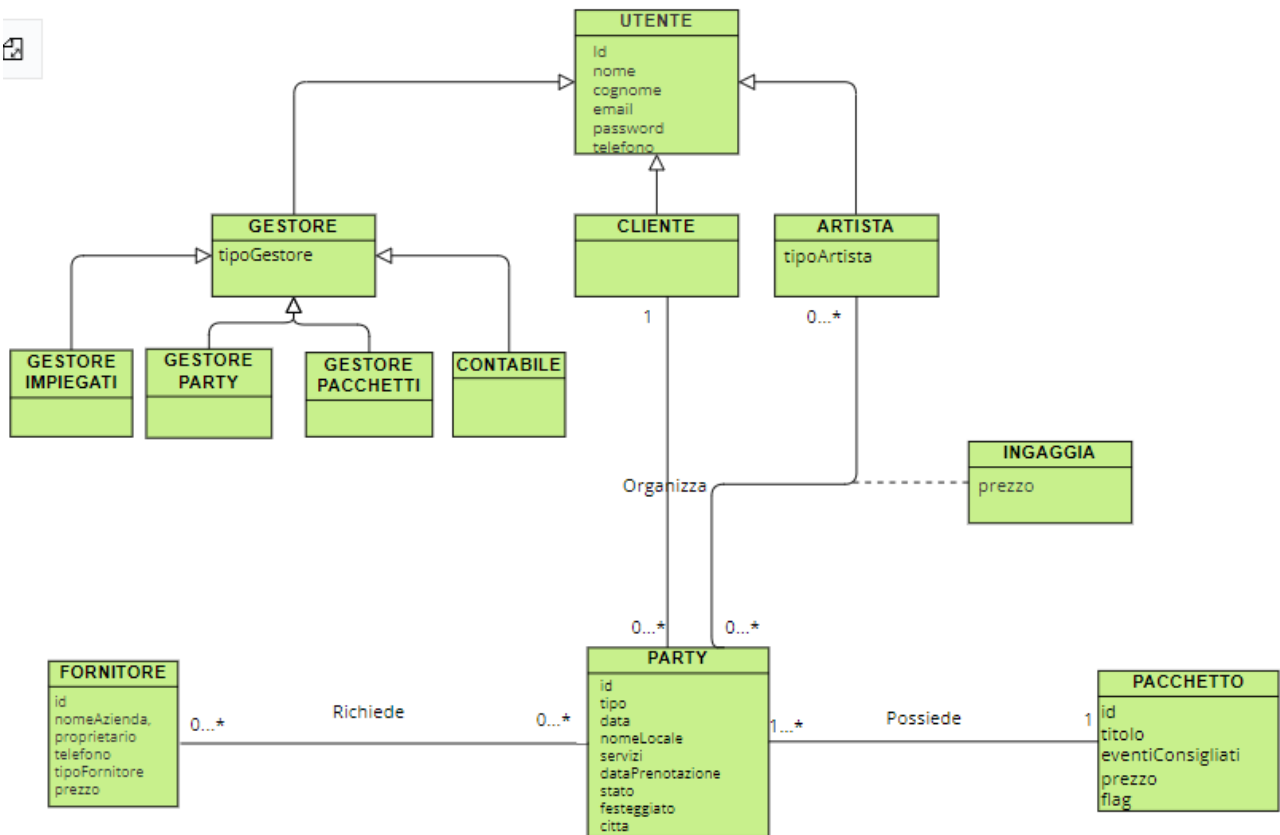 UTENTE
Id
nome
cognome
email
password
telefono
GESTORE
tipoGestore
CLIENTE
ARTISTA
tipoArtista
1
0...*
GESTORE
IMPIEGATI
GESTORE
PARTY
GESTORE
PACCHETTI
CONTABILE
INGAGGIA
prezzo
Organizza
0...*
0...*
FORNITORE
id
nomeAzienda,
proprietario
telefono
tipoFornitore
prezzo
0...*
Richiede
0...*
PARTY
id
tipo
data
nomeLocale
servizi
dataPrenotazione
stato
festeggiato
citta
1...*
Possiede
1
PACCHETTO
id
titolo
eventiConsigliati
prezzo
flag